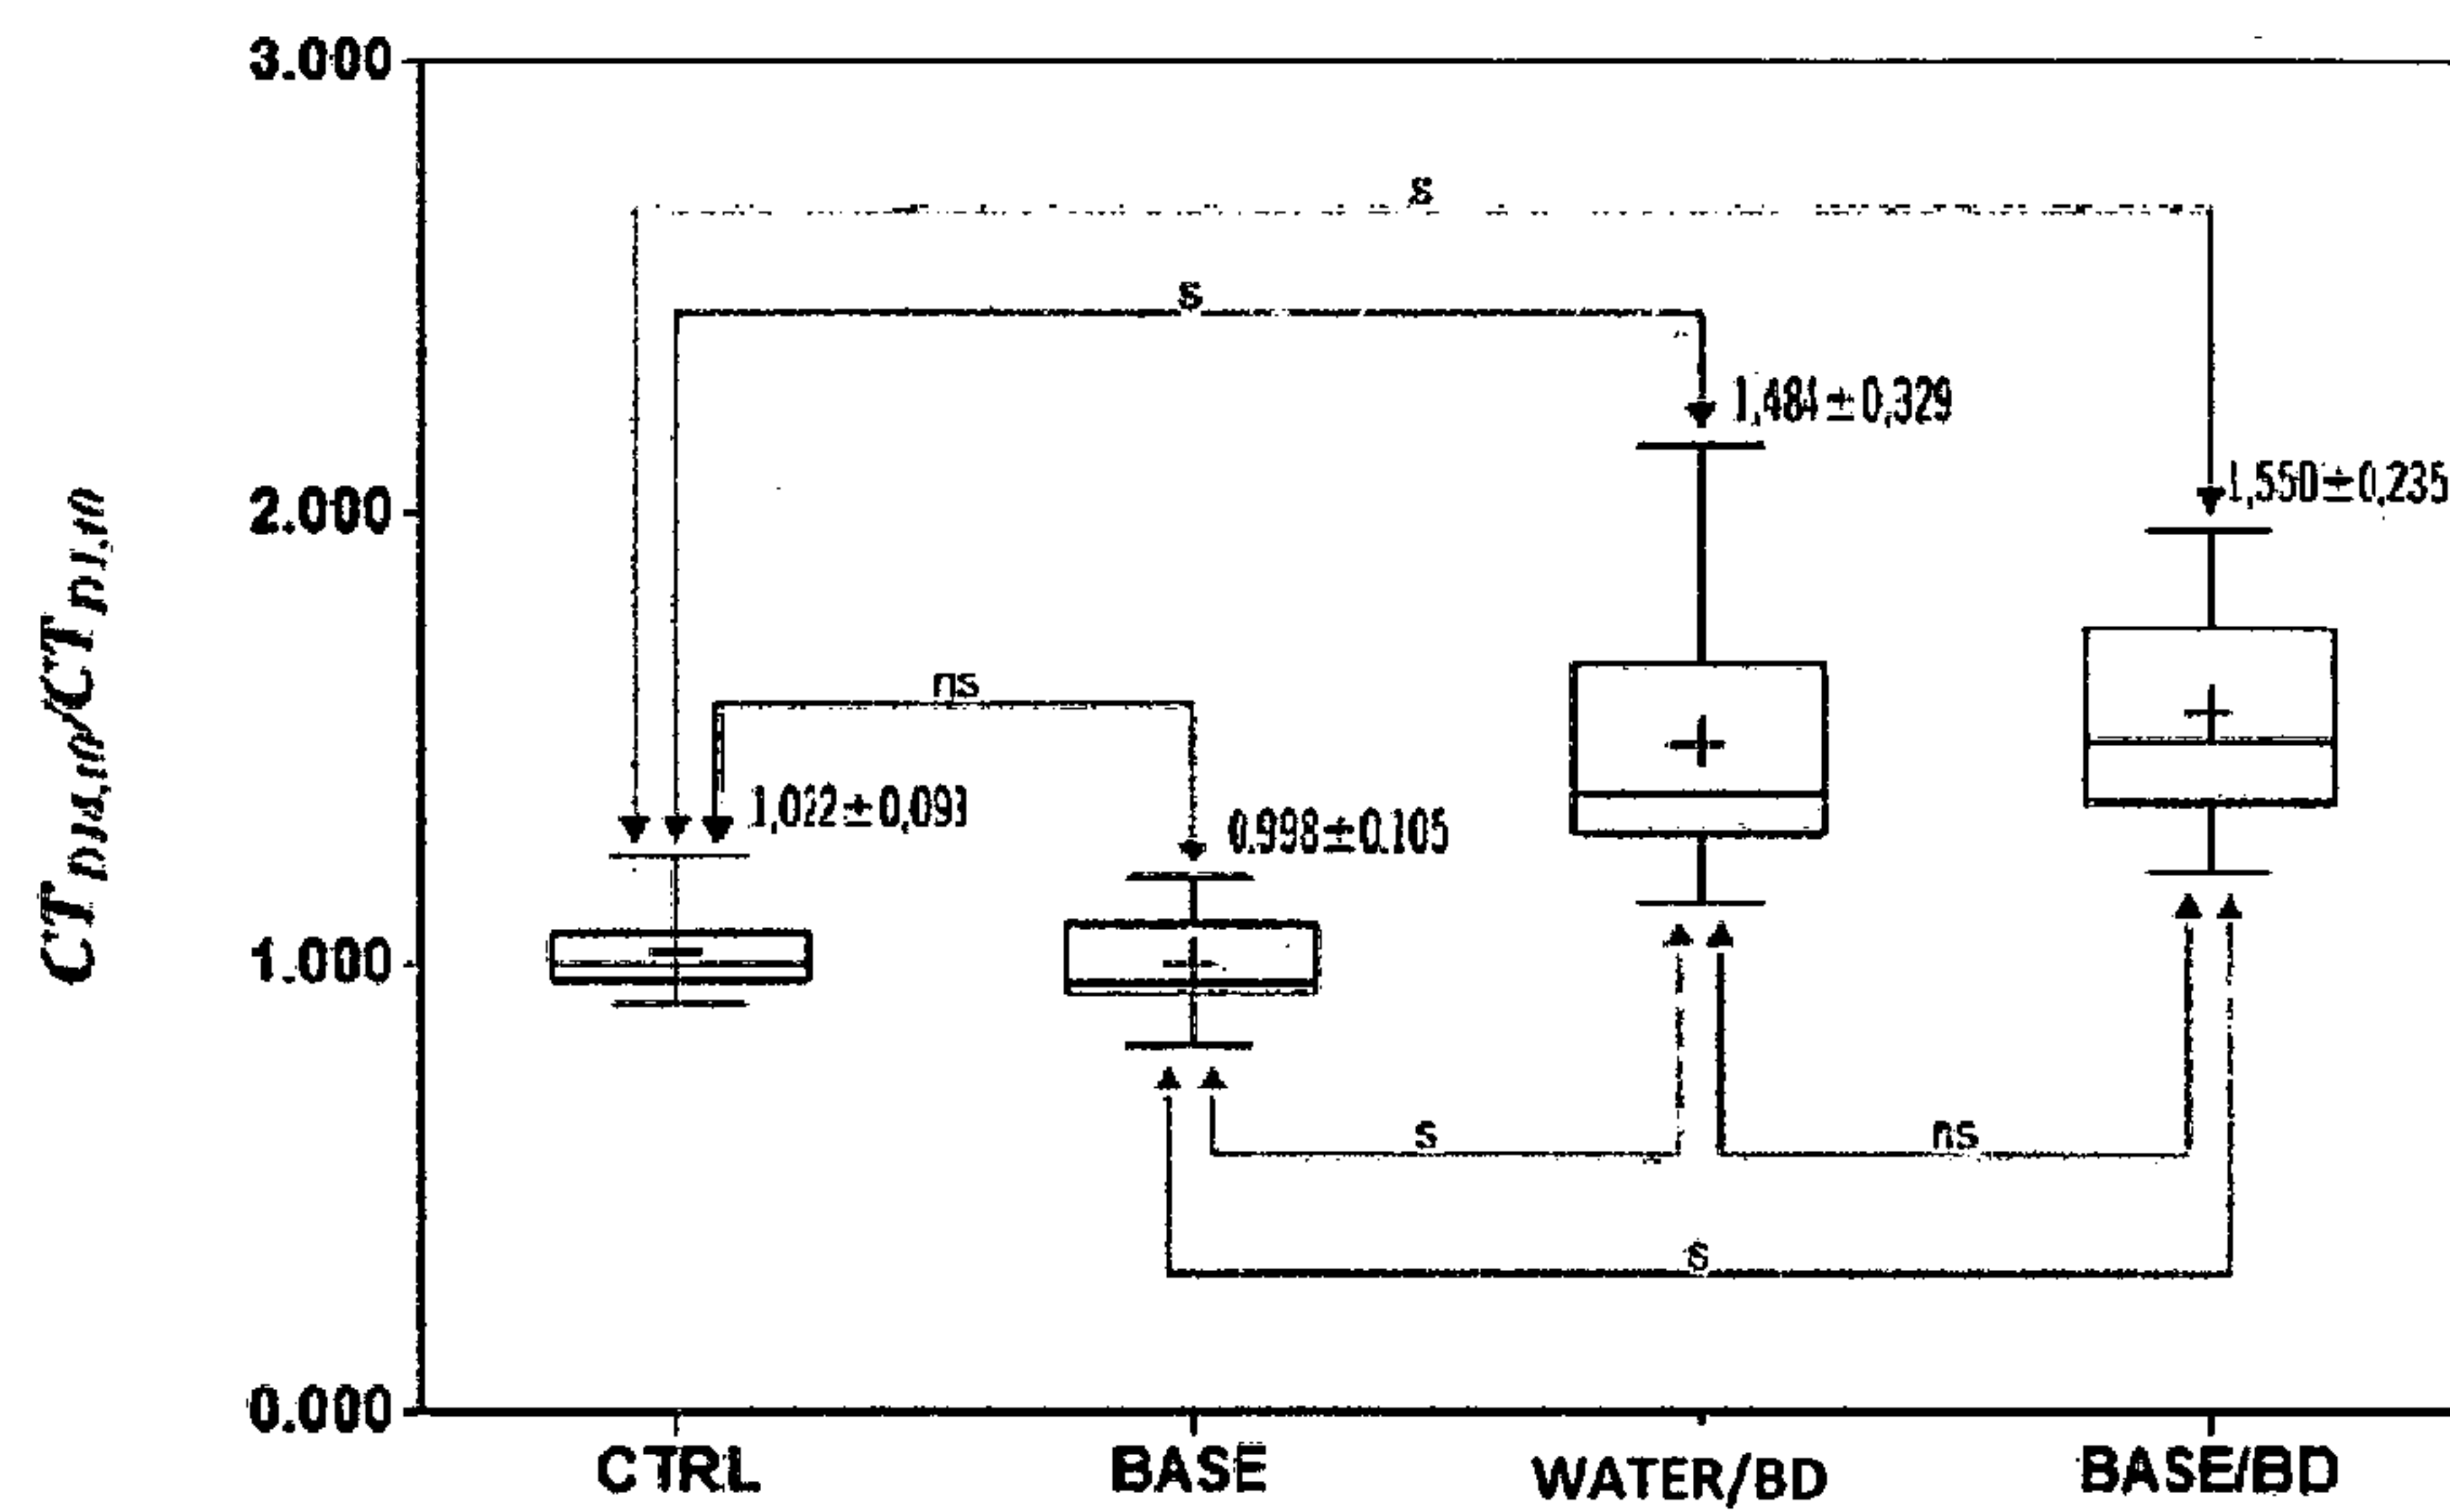 3.000
s
s
1,484±0,329
1,550±0,235
2.000
ns
1,022±0,093
0.998±0.105
1.000
s
ns
s
0.000
CTRL BASE WATER/BD BASE/BD